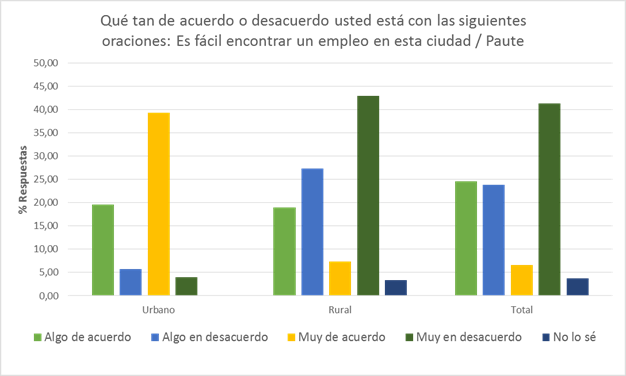 Qué tan de acuerdo o desacuerdo usted está con las siguientes
oraciones: Es fácil encontrar un empleo en esta ciudad / Paute
50,00
45,00
40,00
35,00
30,00
25,00
20,00
15,00
10,00
5,00
0,00
% Respuestas
Urbano Rural Total
Algo de acuerdo Algo en desacuerdo Muy de acuerdo Muy en desacuerdo No lo sé